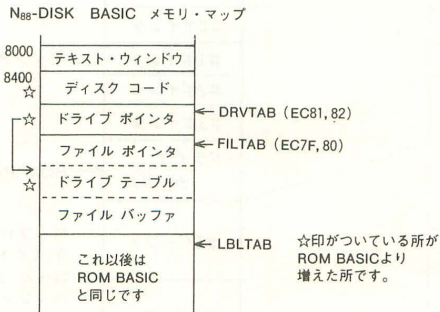 N88-DISK BASIC メモリ・マップ
8000
テキスト・ウィンドウ
8400
☆
ディスク コード
☆
ドライブ ポインタ
DRVTAB (EC81, 82)
ファイル ポインタ
FILTAB (EC7F, 80)
☆
ドライブ テーブル
ファイル バッファ
LBLTAB
これ以後は
ROM BASIC
と同じです
☆印がついている所が
ROM BASICより
増えた所です。